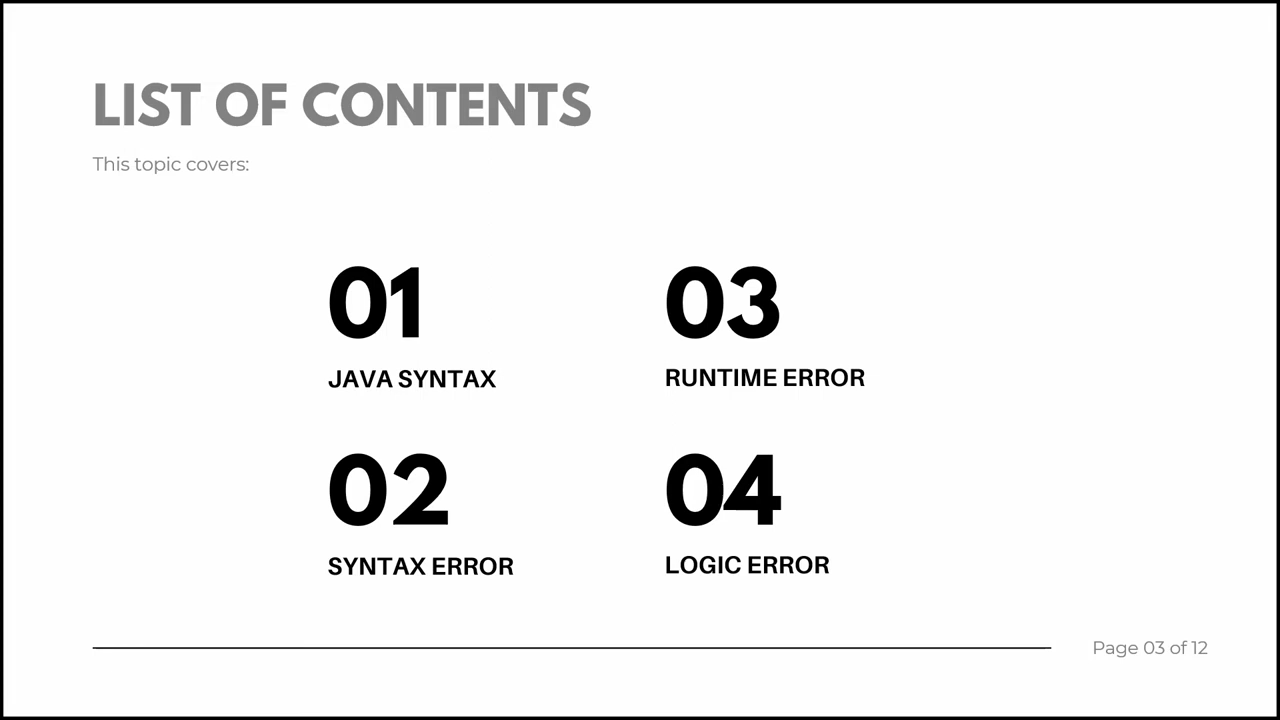 LIST OF CONTENTS
This topic covers:
01
JAVA SYNTAX
02
SYNTAX ERROR
03
RUNTIME ERROR
04
LOGIC ERROR
Page 03 of 12